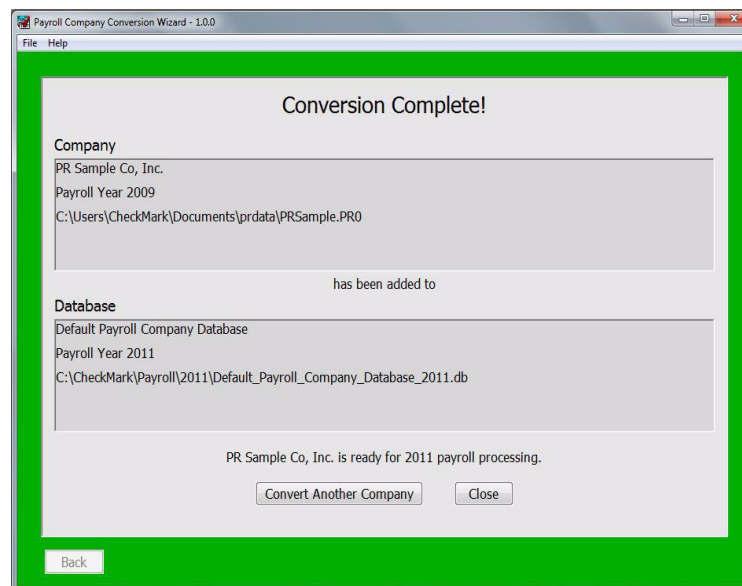 Payroll Company Conversion Wizard - 1.0.0
File Help
Conversion Complete!
Company
PR Sample Co, Inc.
Payroll Year 2009
C:\Users\CheckMark\Documents\prdata\PRSample.PR0
has been added to
Database
Default Payroll Company Database
Payroll Year 2011
C:\CheckMark\Payroll\2011\Default_Payroll_Company_Database_2011.db
PR Sample Co, Inc. is ready for 2011 payroll processing.
Convert Another Company Close
Back